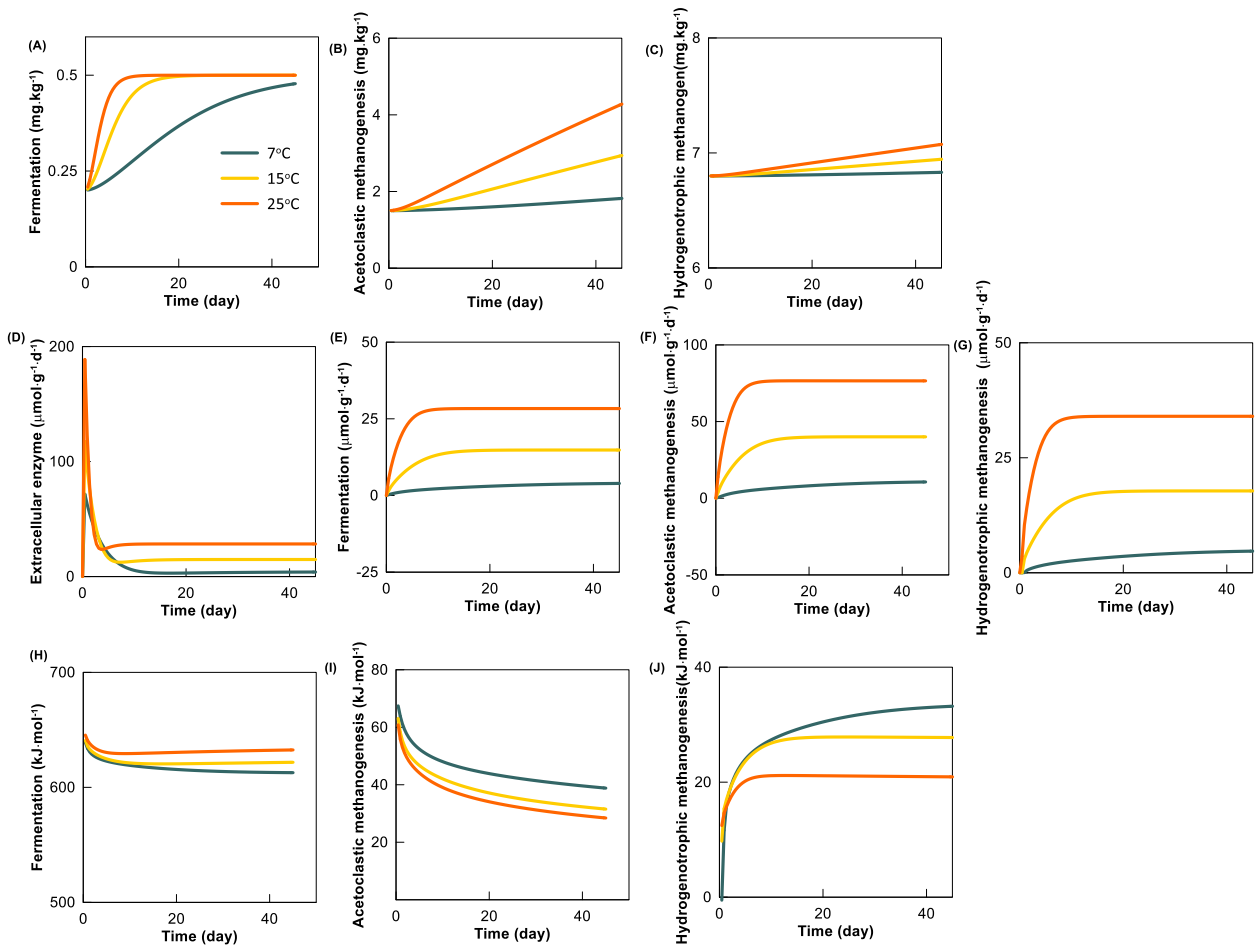 (A)
Fermentation (mg.kg⁻¹)
0.5
0.25
0
0
20
40
Time (day)
7°C
15°C
25°C
(B)
Acetoclastic methanogenesis (mg.kg⁻¹)
6
4
2
0
0
20
40
Time (day)
(C)
Hydrogenotrophic methanogen(mg.kg⁻¹)
8
7
6
0
20
40
Time (day)
(D)
Extracellular enzyme (μmol·g⁻¹·d⁻¹)
200
100
0
0
20
40
Time (day)
(E)
Fermentation (μmol·g⁻¹·d⁻¹)
50
25
0
-25
0
20
40
Time (day)
(F)
Acetoclastic methanogenesis (μmol·g⁻¹·d⁻¹)
100
50
0
-50
0
20
40
Time (day)
(G)
Hydrogenotrophic methanogenesis (μmol·g⁻¹·d⁻¹)
50
25
0
0
20
40
Time (day)
(H)
Fermentation (kJ·mol⁻¹)
700
600
500
0
20
40
Time (day)
(I)
Acetoclastic methanogenesis (kJ·mol⁻¹)
80
60
40
20
0
20
40
Time (day)
(J)
Hydrogenotrophic methanogenesis(kJ·mol⁻¹)
40
20
0
0
20
40
Time (day)